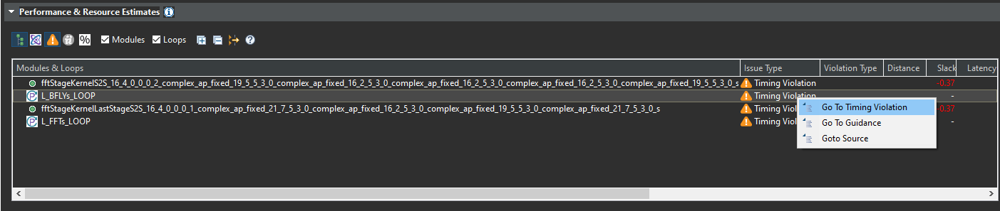 Performance & Resource Estimates
% Modules Loops
Modules & Loops Issue Type Violation Type Distance Slack Latency
fftStageKernelS2S_16_4_0_0_0_2_complex_ap_fixed_19_5_5_3_0_complex_ap_fixed_16_2_5_3_0_complex_ap_fixed_16_2_5_3_0_complex_ap_fixed_16_2_5_3_0_complex_ap_fixed_19_5_5_3_0_s Timing Violation -0.37
L_BFLYs_LOOP Timing Violation -
fftStageKernelLastStageS2S_16_4_0_0_0_1_complex_ap_fixed_21_7_5_3_0_complex_ap_fixed_16_2_5_3_0_complex_ap_fixed_19_5_5_3_0_complex_ap_fixed_21_7_5_3_0_s Timing Viol -0.37
L_FFTs_LOOP Timing Viol -
Go To Timing Violation
Go To Guidance
Goto Source